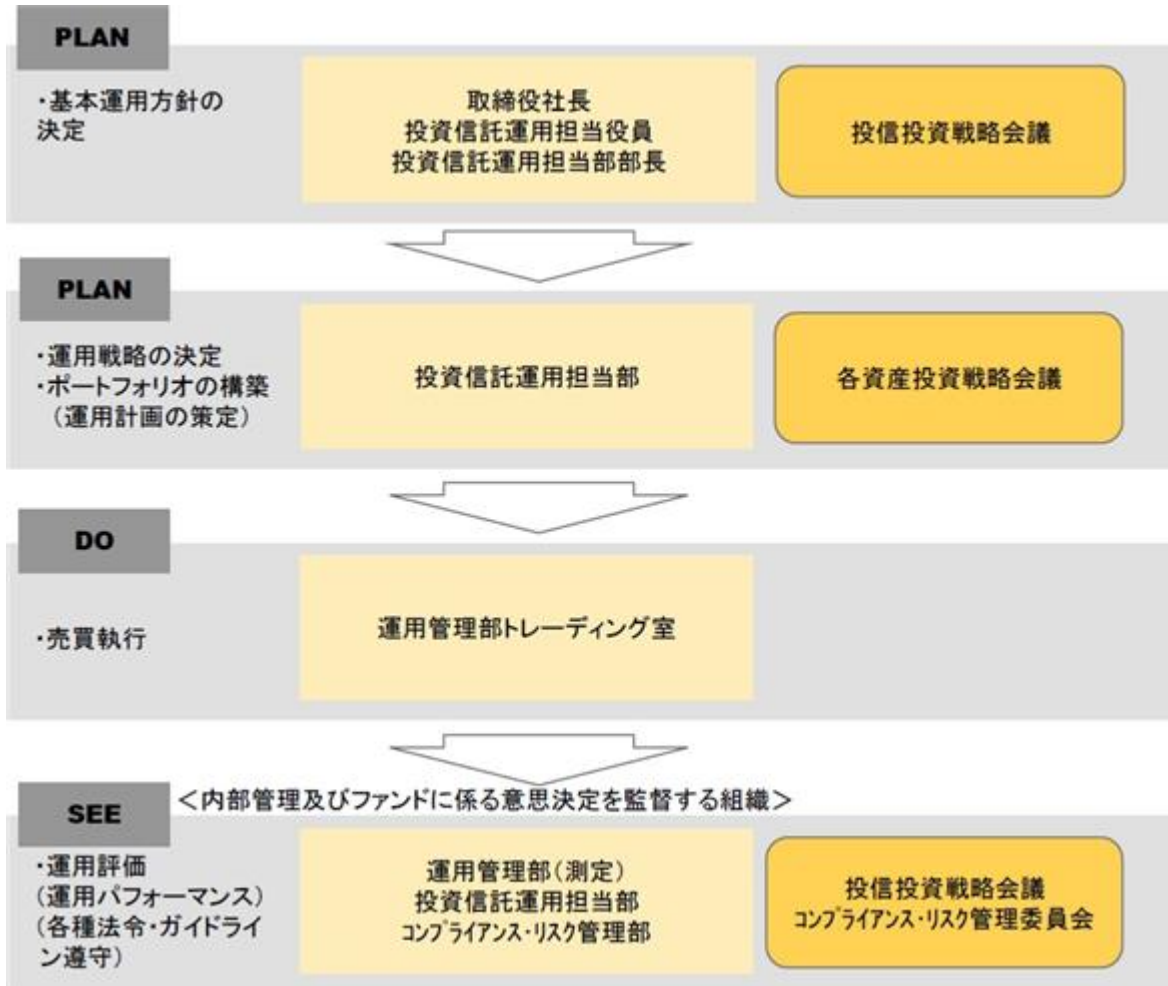 PLAN
・基本運用方針の
決定
取締役社長
投資信託運用担当役員
投資信託運用担当部部長
投信投資戦略会議
PLAN
・運用戦略の決定
・ポートフォリオの構築
（運用計画の策定）
投資信託運用担当部
各資産投資戦略会議
DO
・売買執行
運用管理部トレーディング室
SEE
＜内部管理及びファンドに係る意思決定を監督する組織＞
・運用評価
（運用パフォーマンス）
（各種法令・ガイドライ
ン遵守）
運用管理部（測定）
投資信託運用担当部
ｺﾝﾌﾟﾗｲｱﾝｽ・ﾘｽｸ管理部
投信投資戦略会議
ｺﾝﾌﾟﾗｲｱﾝｽ・ﾘｽｸ管理委員会